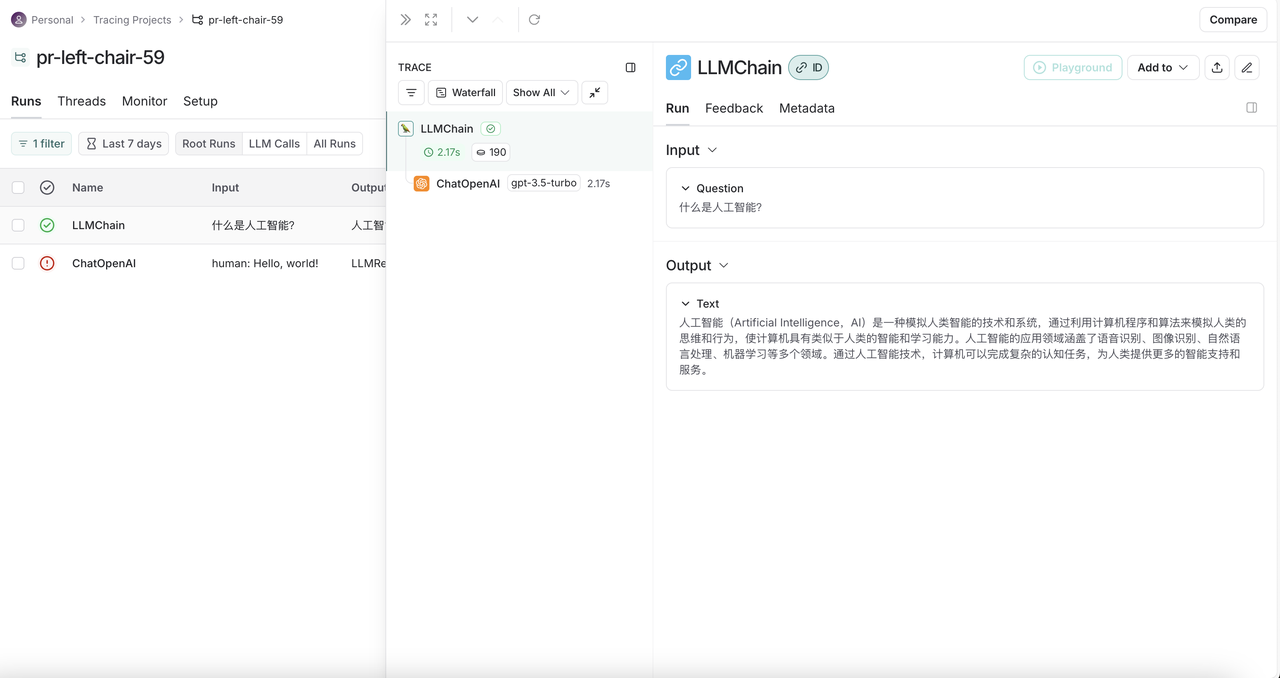 Personal > Tracing Projects > pr-left-chair-59
pr-left-chair-59
Runs Threads Monitor Setup
1 filter Last 7 days Root Runs LLM Calls All Runs
Name Input Outpu
LLMChain 什么是人工智能? 人工智
ChatOpenAI human: Hello, world! LLMRe
Compare
TRACE
Waterfall Show All
LLMChain
2.17s 190
ChatOpenAI gpt-3.5-turbo 2.17s
LLMChain ID Playground Add to
Run Feedback Metadata
Input
Question
什么是人工智能?
Output
Text
人工智能（Artificial Intelligence，AI）是一种模拟人类智能的技术和系统，通过利用计算机程序和算法来模拟人类的
思维和行为，使计算机具有类似于人类的智能和学习能力。人工智能的应用领域涵盖了语音识别、图像识别、自然语
言处理、机器学习等多个领域。通过人工智能技术，计算机可以完成复杂的认知任务，为人类提供更多的智能支持和
服务。